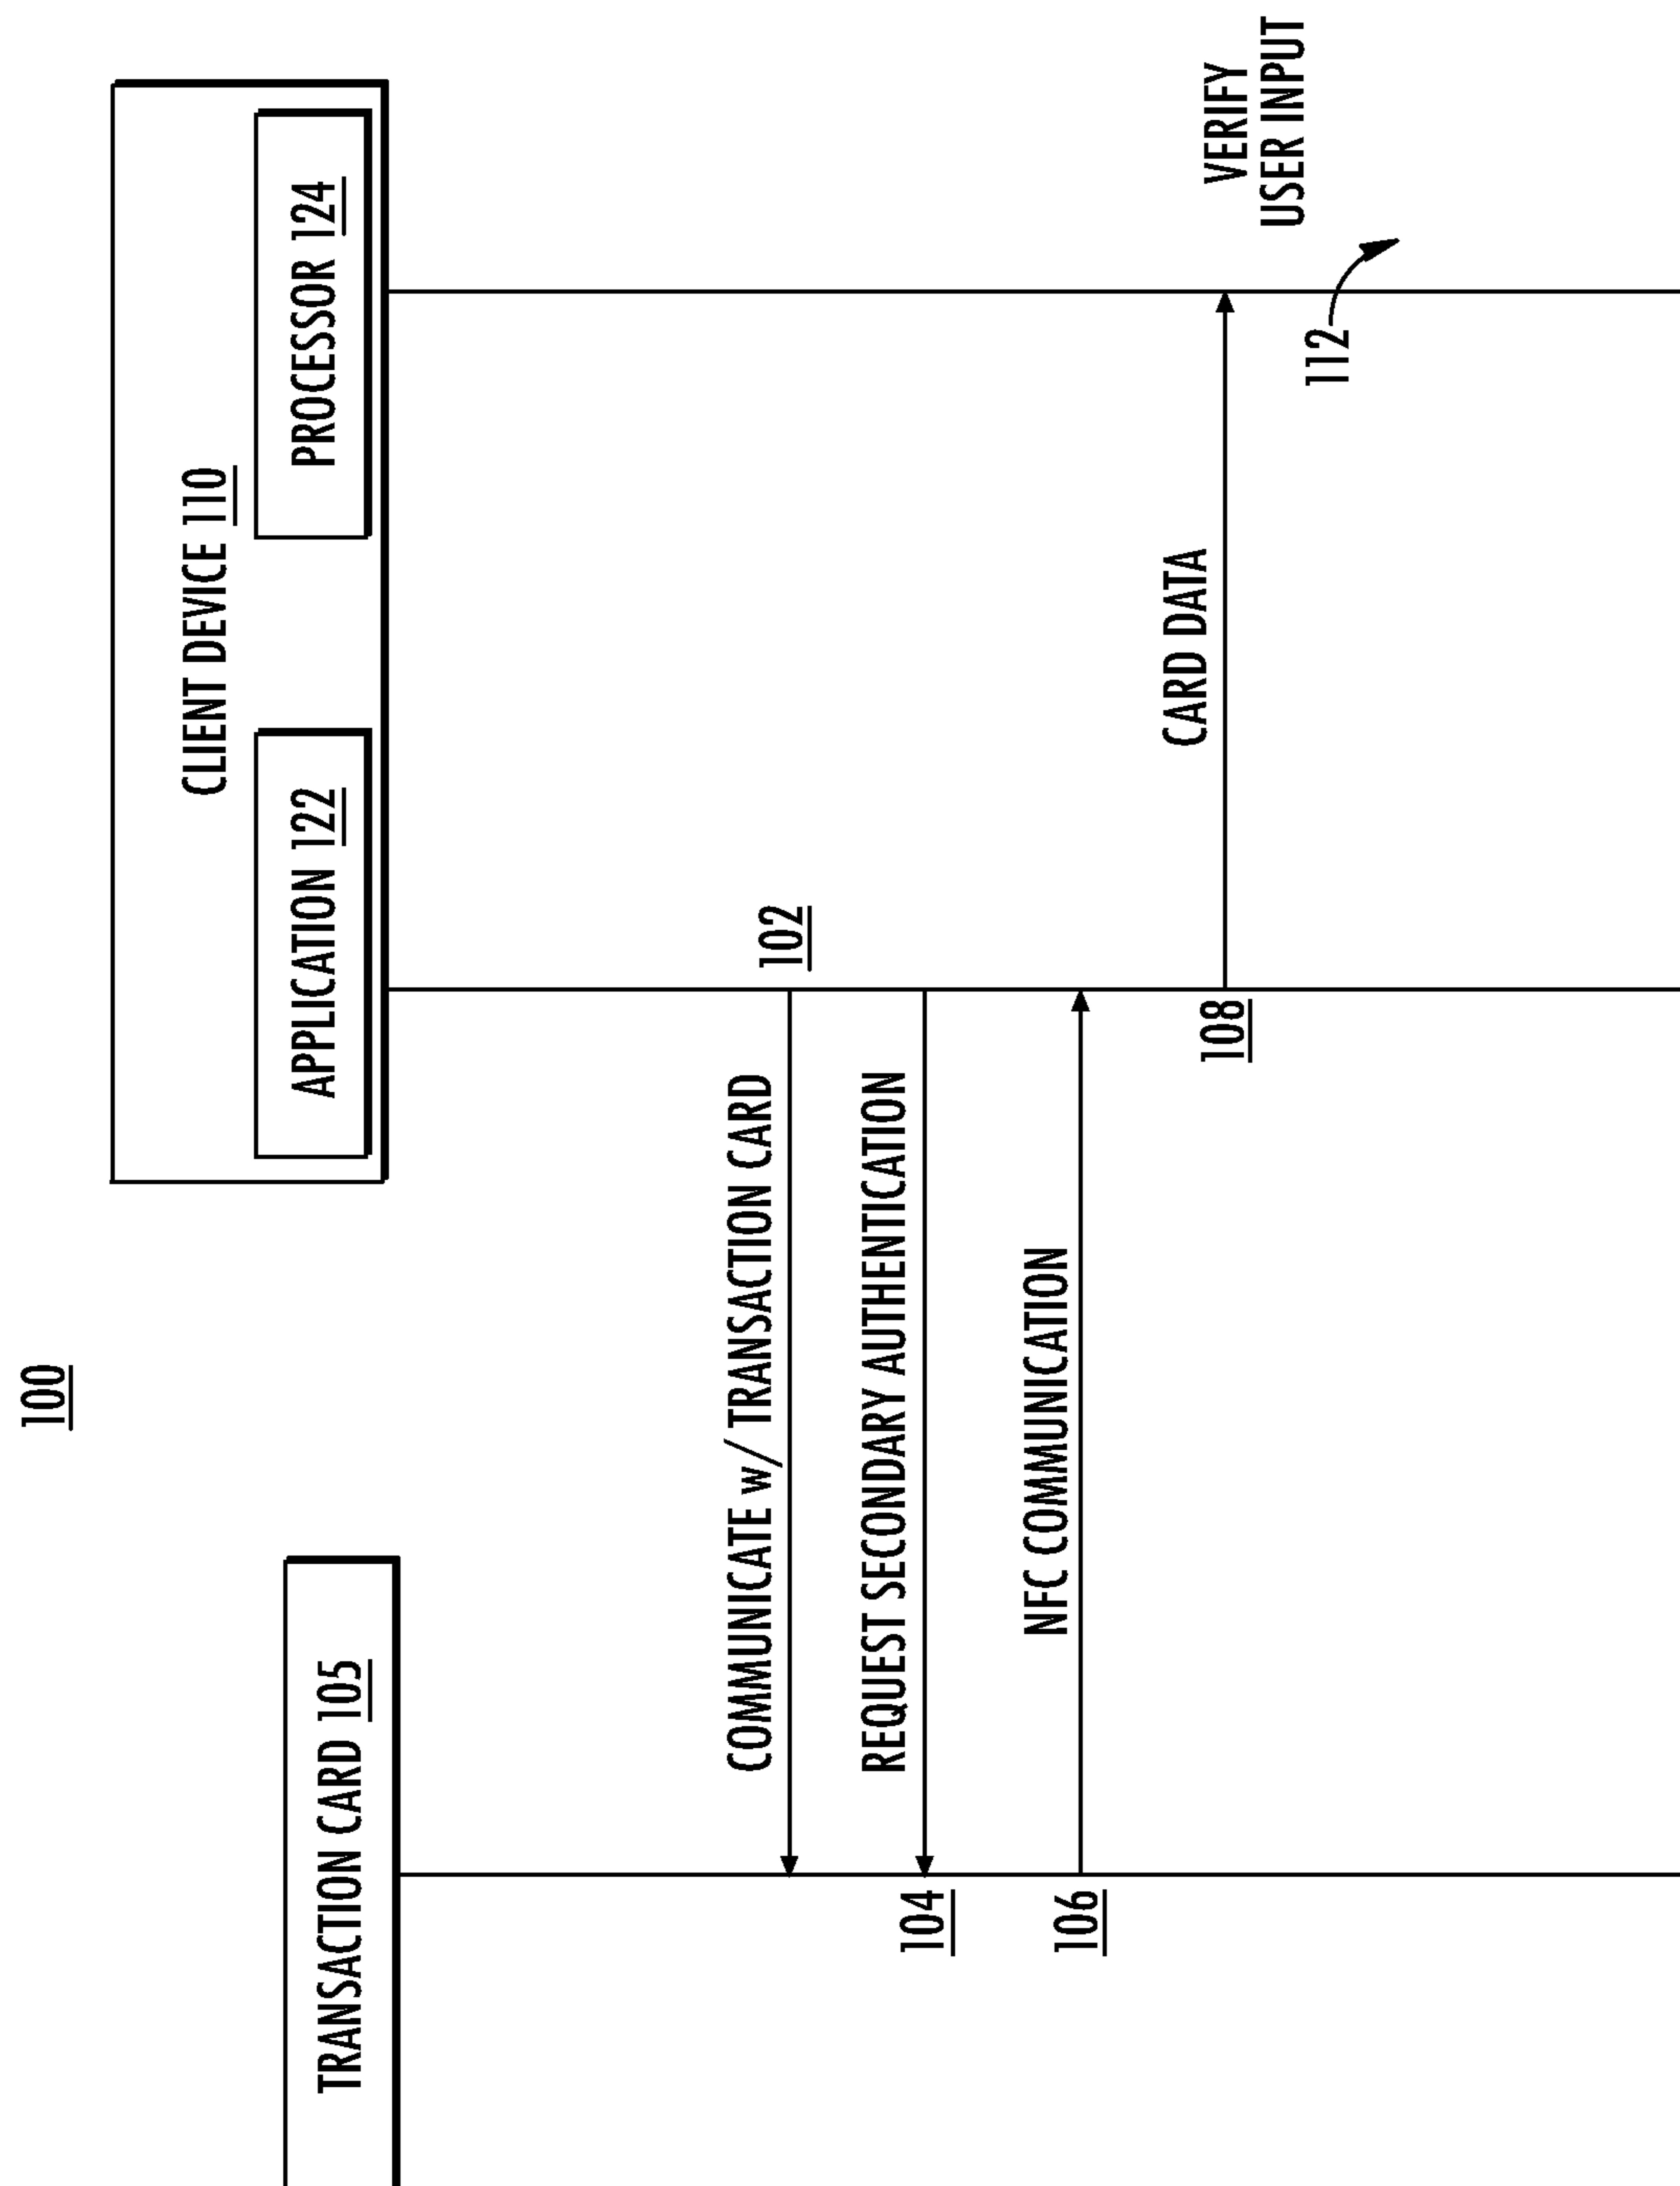 100
TRANSACTION CARD 105
CLIENT DEVICE 110
APPLICATION 122
PROCESSOR 124
COMMUNICATE w/ TRANSACTION CARD
102
REQUEST SECONDARY AUTHENTICATION
104
NFC COMMUNICATION
106
CARD DATA
108
VERIFY
USER INPUT
112